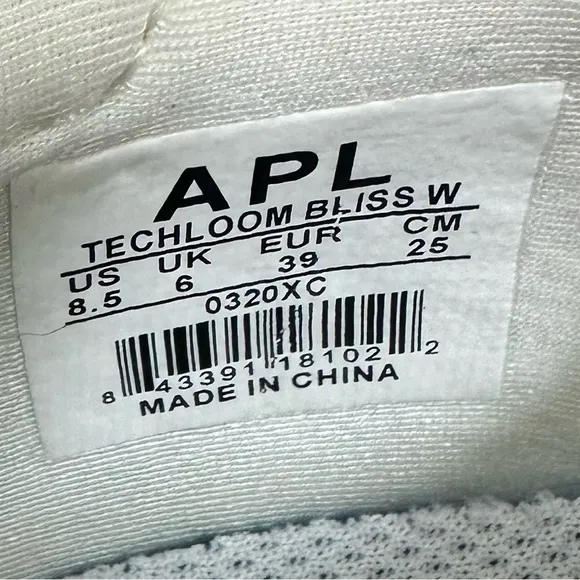 APL
TECHLOOM BLISS W
US UK EUR CM
8.5 6 39 25
0320XC
8 43391 18102 2
MADE IN CHINA